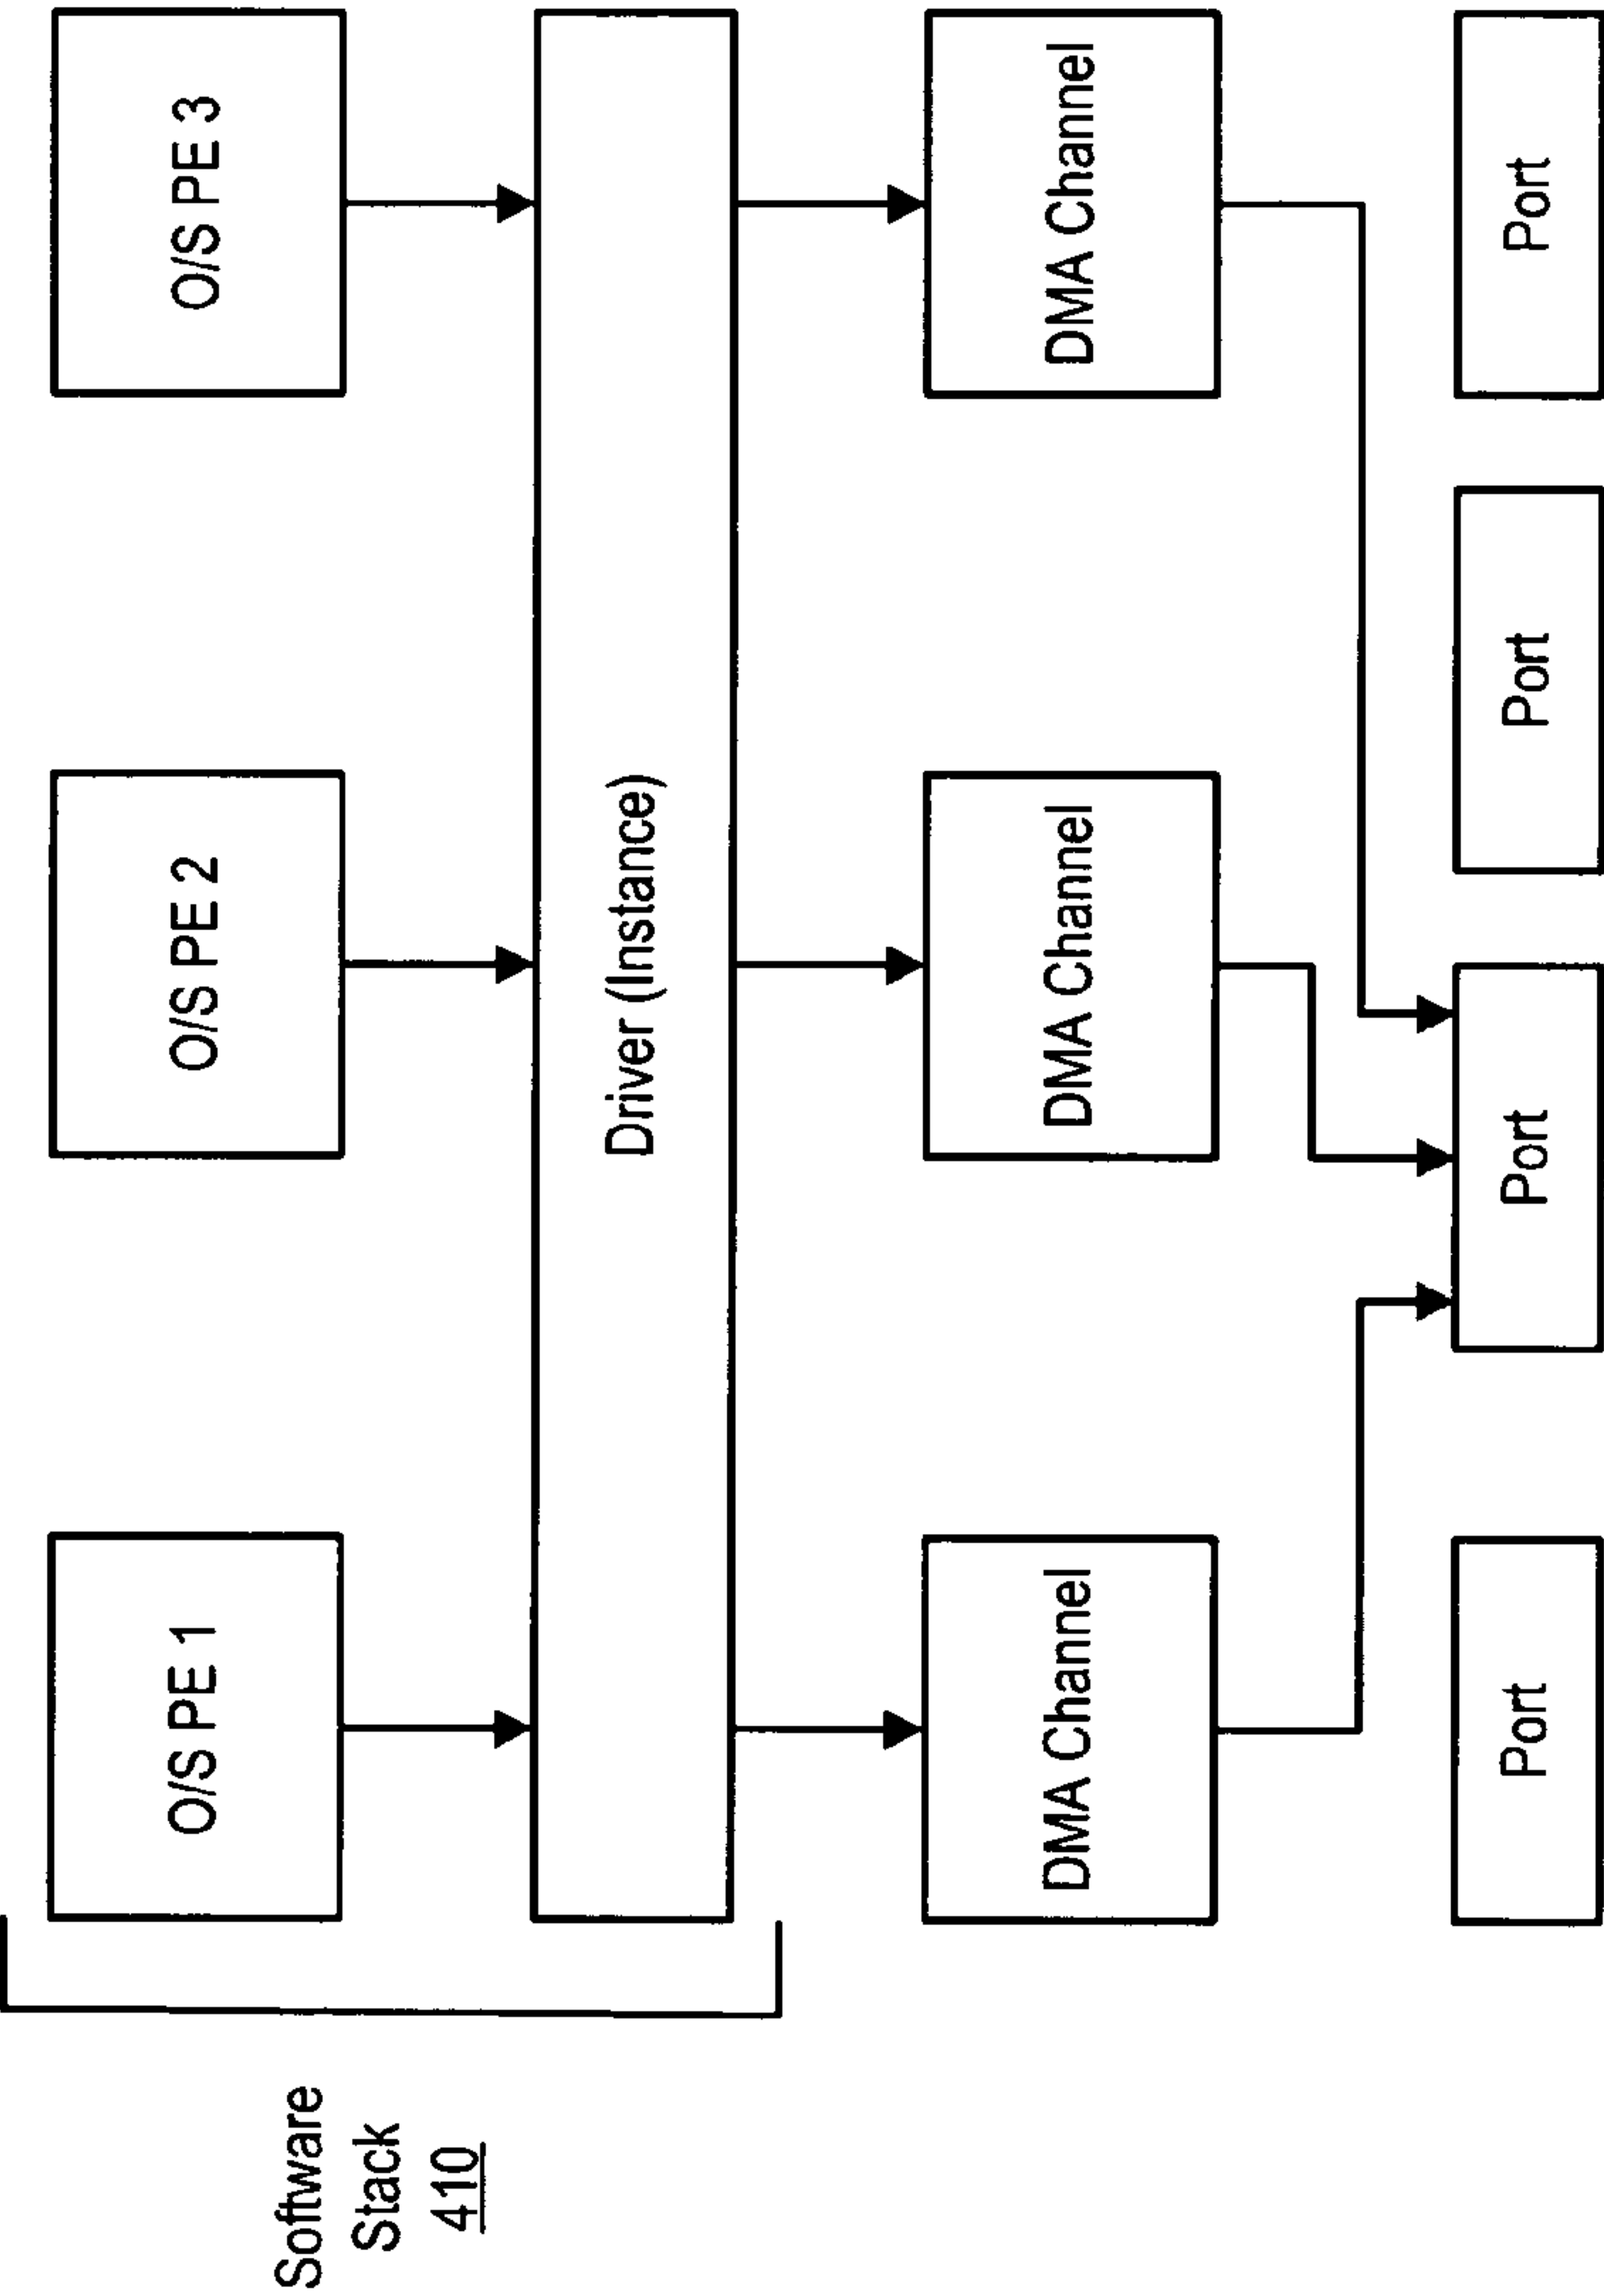 Software
Stack
410
O/S PE 1
O/S PE 2
O/S PE 3
Driver (Instance)
DMA Channel
DMA Channel
DMA Channel
Port
Port
Port
Port